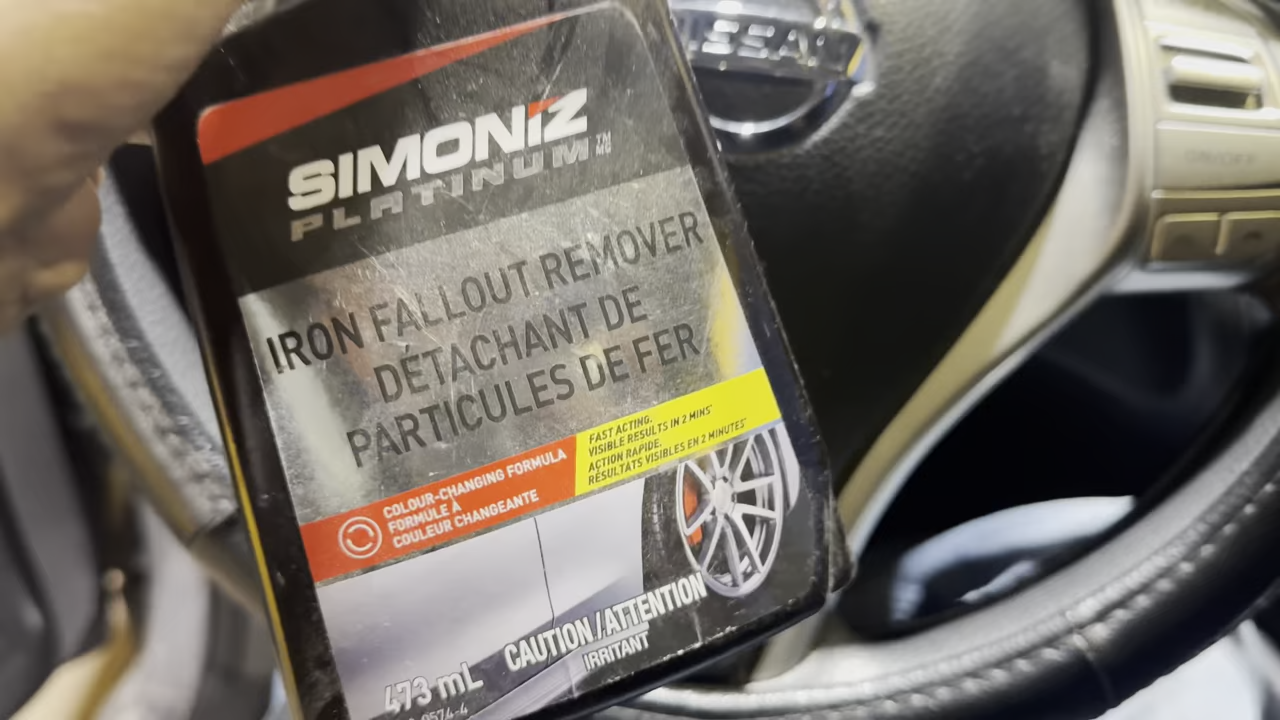 SIMONIZ
PLATINUM
IRON FALLOUT REMOVER
DÉTACHANT DE
PARTICULES DE FER
COLOUR-CHANGING FORMULA
FORMULE À
COULEUR CHANGEANTE
FAST ACTING.
VISIBLE RESULTS IN 2 MINS*
ACTION RAPIDE.
RÉSULTATS VISIBLES EN 2 MINUTES*
CAUTION/ATTENTION
IRRITANT
473 mL